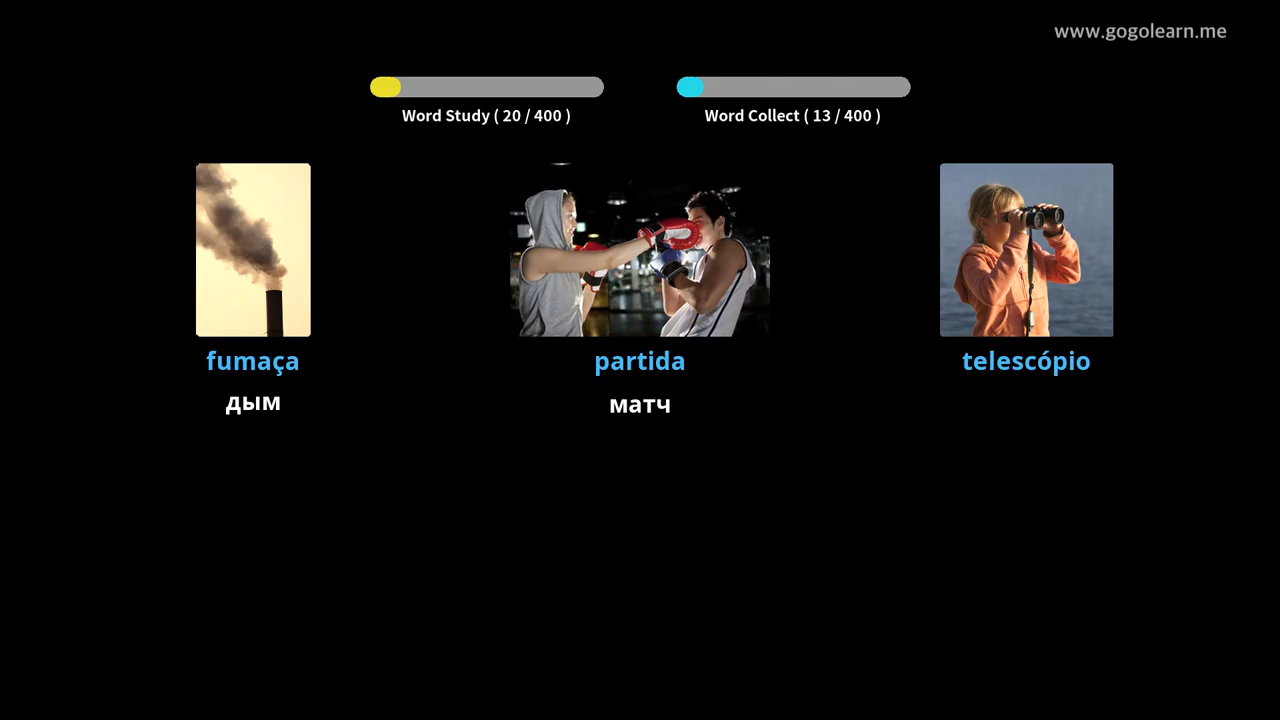 www.gogolearn.me
Word Study ( 20 / 400 )
Word Collect ( 13 / 400 )
fumaça
partida
telescópio
дым
матч